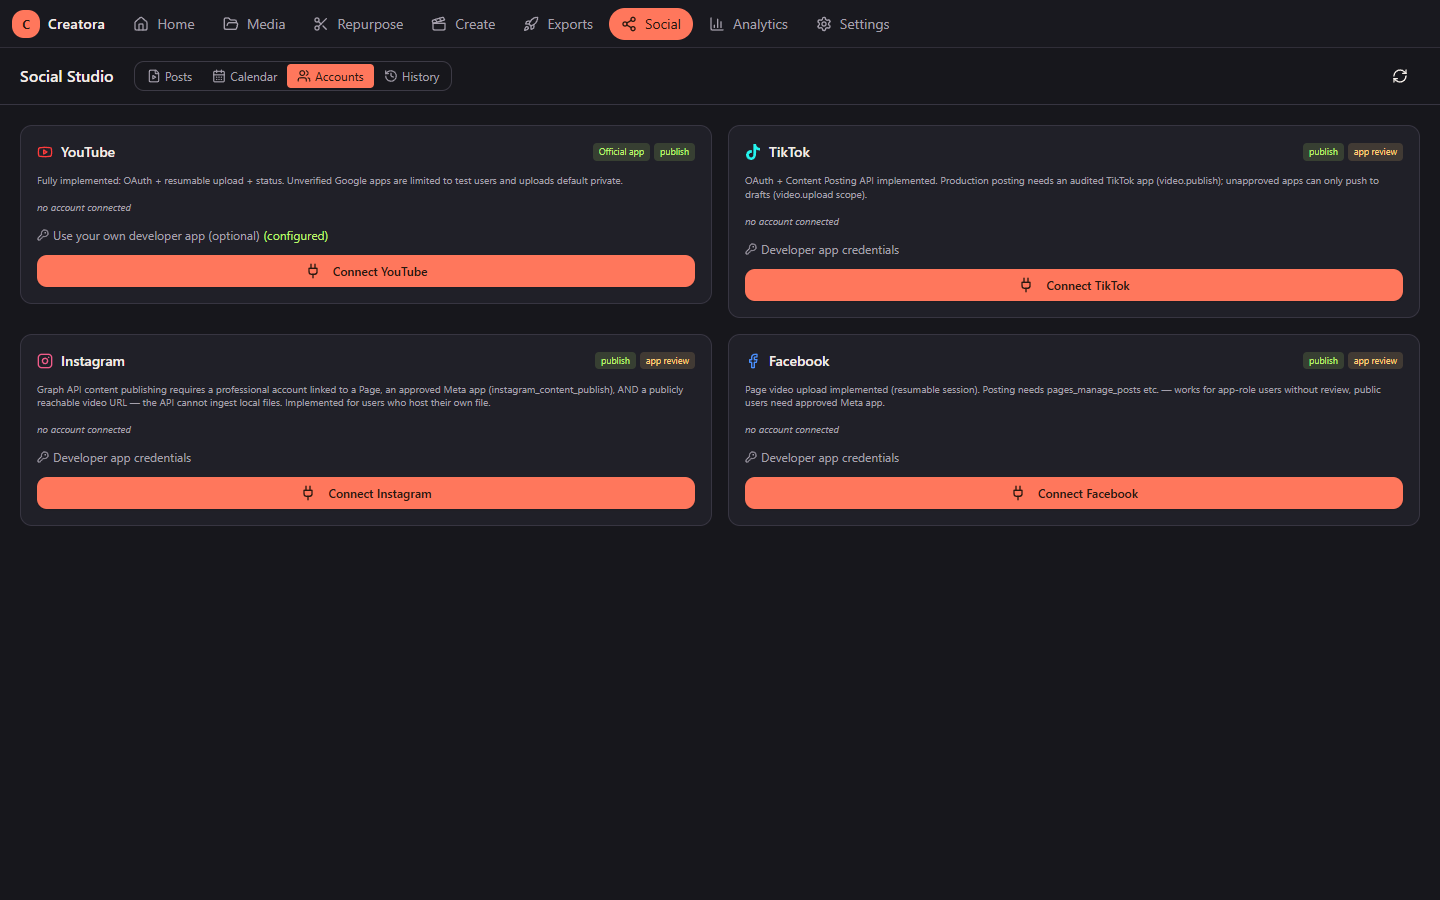 C Creatora Home Media Repurpose Create Exports Social Analytics Settings
Social Studio Posts Calendar Accounts History
YouTube Official app publish
Fully implemented: OAuth + resumable upload + status. Unverified Google apps are limited to test users and uploads default private.
no account connected
Use your own developer app (optional) (configured)
Connect YouTube
TikTok publish app review
OAuth + Content Posting API implemented. Production posting needs an audited TikTok app (video.publish); unapproved apps can only push to
drafts (video.upload scope).
no account connected
Developer app credentials
Connect TikTok
Instagram publish app review
Graph API content publishing requires a professional account linked to a Page, an approved Meta app (instagram_content_publish), AND a publicly
reachable video URL — the API cannot ingest local files. Implemented for users who host their own file.
no account connected
Developer app credentials
Connect Instagram
Facebook publish app review
Page video upload implemented (resumable session). Posting needs pages_manage_posts etc. — works for app-role users without review, public
users need approved Meta app.
no account connected
Developer app credentials
Connect Facebook